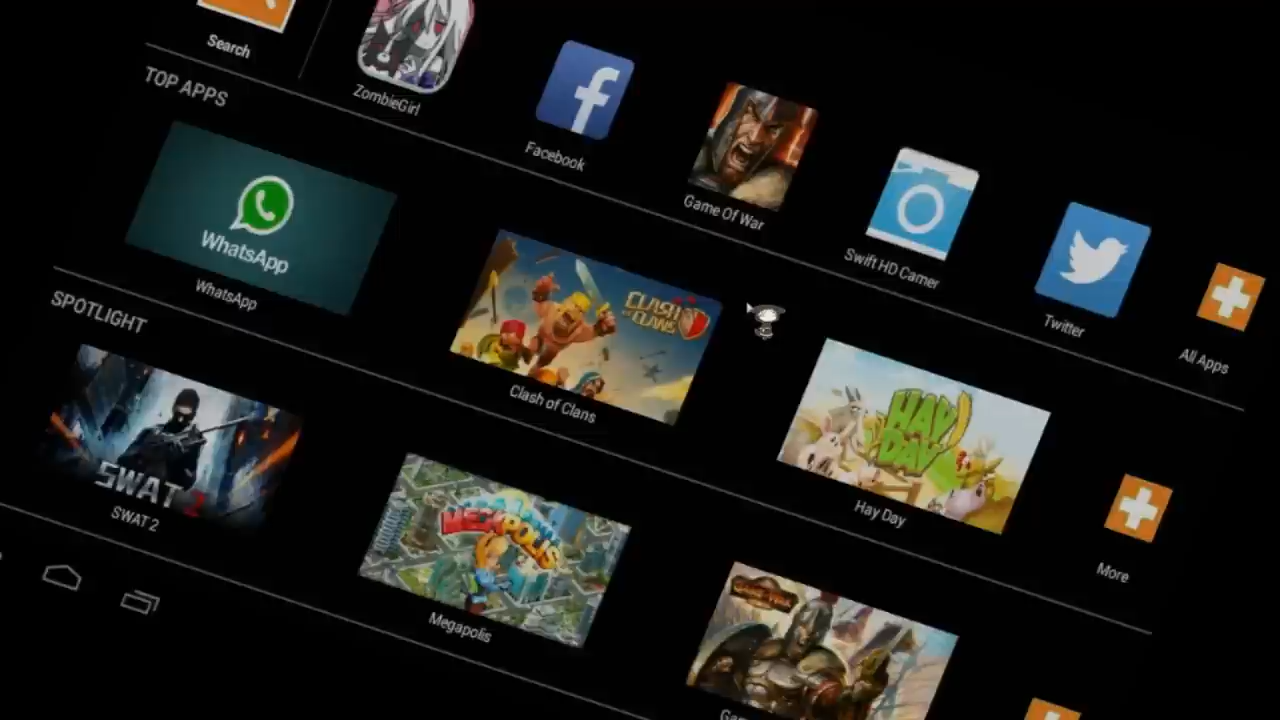 Search
ZombieGirl
Facebook
Game Of War
Swift HD Camer
Twitter
All Apps
TOP APPS
WhatsApp
WhatsApp
CLASH OF CLANS
Clash of Clans
HAY DAY
Hay Day
More
SPOTLIGHT
SWAT 2
SWAT 2
MEGAPOLIS
Megapolis